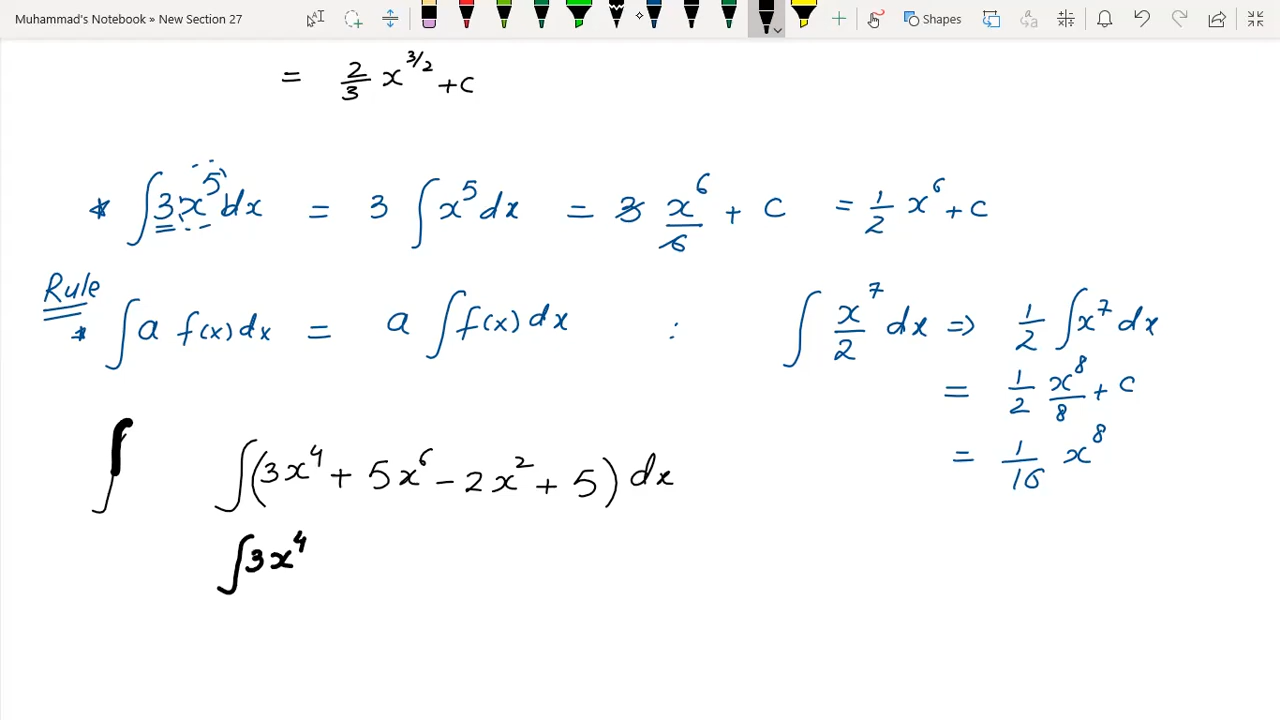 Muhammad's Notebook » New Section 27
Shapes
= 2/3 x^3/2 + c
* ∫3x^5 dx = 3 ∫x^5 dx = 3 x^6/6 + c = 1/2 x^6 + c
Rule
* ∫a f(x) dx = a ∫f(x) dx : ∫ x^7/2 dx => 1/2 ∫x^7 dx
= 1/2 x^8/8 + c
∫ ∫(3x^4 + 5x^6 - 2x^2 + 5) dx
= 1/16 x^8
∫3x^4